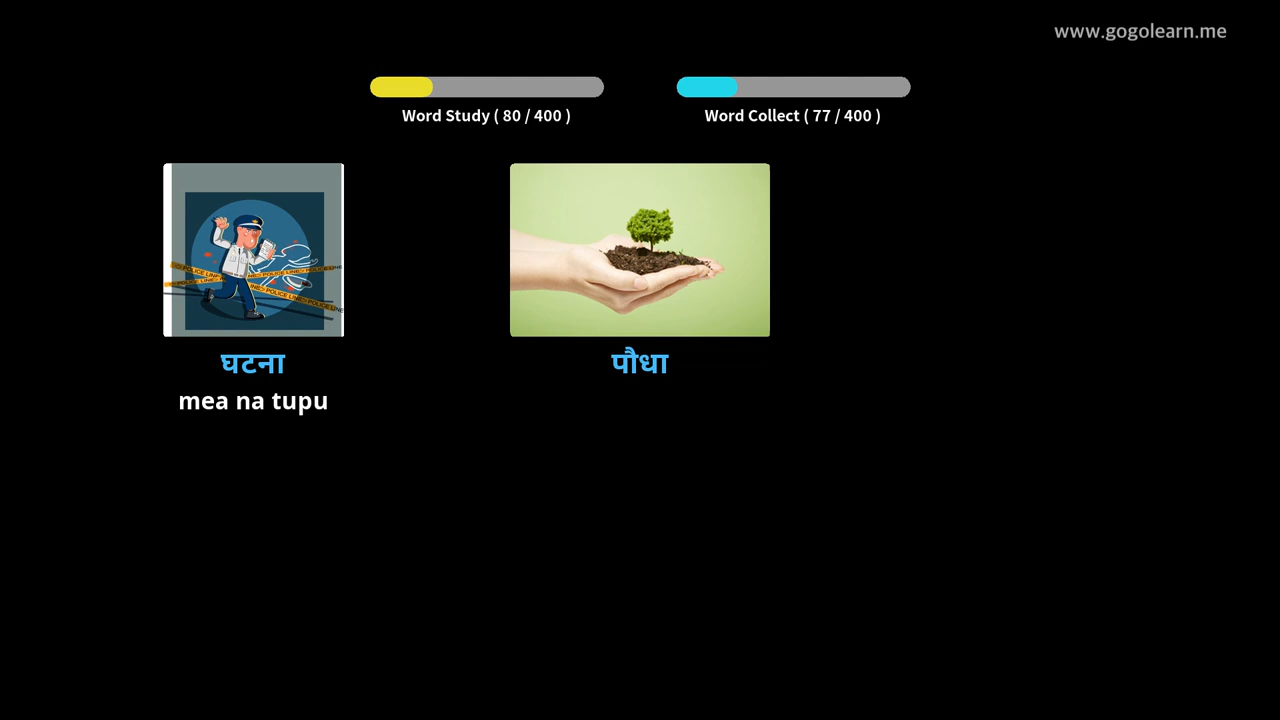 www.gogolearn.me
Word Study ( 80 / 400 )
Word Collect ( 77 / 400 )
घटना
mea na tupu
पौधा